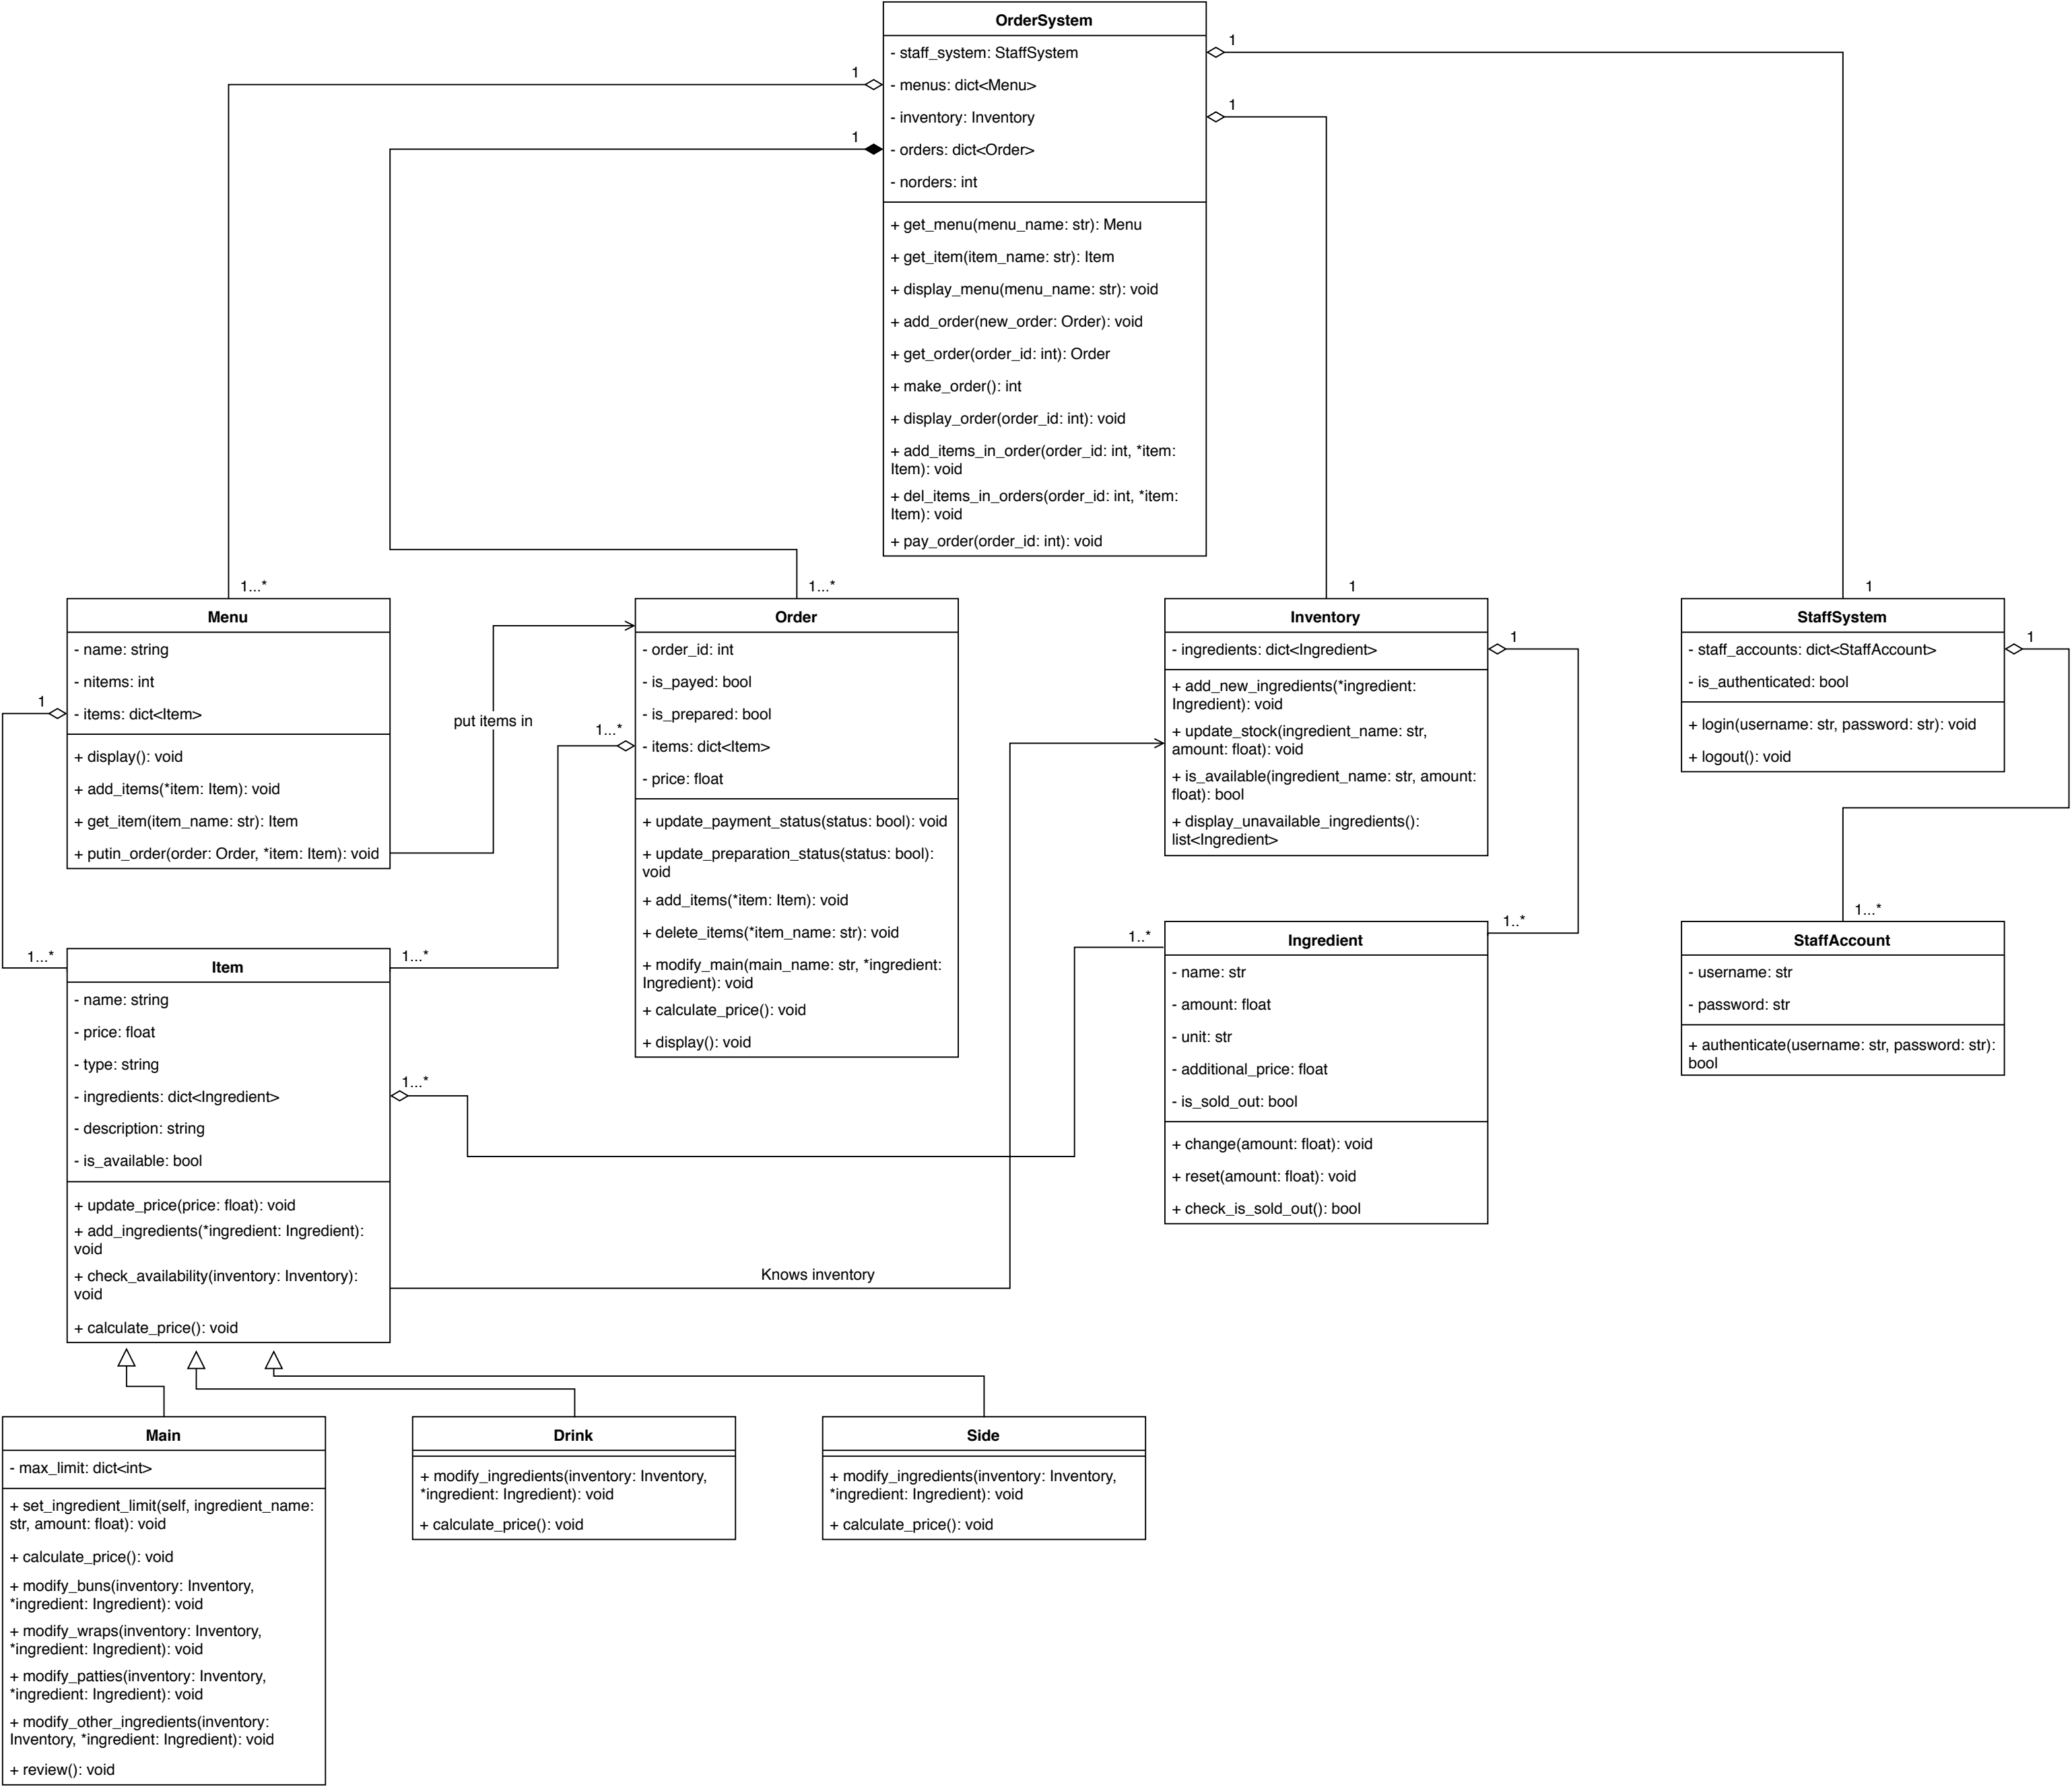 OrderSystem
- staff_system: StaffSystem
- menus: dict<Menu>
- inventory: Inventory
- orders: dict<Order>
- norders: int
+ get_menu(menu_name: str): Menu
+ get_item(item_name: str): Item
+ display_menu(menu_name: str): void
+ add_order(new_order: Order): void
+ get_order(order_id: int): Order
+ make_order(): int
+ display_order(order_id: int): void
+ add_items_in_order(order_id: int, *item:
Item): void
+ del_items_in_orders(order_id: int, *item:
Item): void
+ pay_order(order_id: int): void
1
1
1
1
1...*
1...*
1
1
Menu
- name: string
- nitems: int
- items: dict<Item>
+ display(): void
+ add_items(*item: Item): void
+ get_item(item_name: str): Item
+ putin_order(order: Order, *item: Item): void
1
1...*
put items in
Order
- order_id: int
- is_payed: bool
- is_prepared: bool
- items: dict<Item>
- price: float
+ update_payment_status(status: bool): void
+ update_preparation_status(status: bool):
void
+ add_items(*item: Item): void
+ delete_items(*item_name: str): void
+ modify_main(main_name: str, *ingredient:
Ingredient): void
+ calculate_price(): void
+ display(): void
1...*
1...*
Inventory
- ingredients: dict<Ingredient>
+ add_new_ingredients(*ingredient:
Ingredient): void
+ update_stock(ingredient_name: str,
amount: float): void
+ is_available(ingredient_name: str, amount:
float): bool
+ display_unavailable_ingredients():
list<Ingredient>
1
1..*
StaffSystem
- staff_accounts: dict<StaffAccount>
- is_authenticated: bool
+ login(username: str, password: str): void
+ logout(): void
1
1...*
Item
- name: string
- price: float
- type: string
- ingredients: dict<Ingredient>
- description: string
- is_available: bool
+ update_price(price: float): void
+ add_ingredients(*ingredient: Ingredient):
void
+ check_availability(inventory: Inventory):
void
+ calculate_price(): void
1...*
1..*
Knows inventory
Ingredient
- name: str
- amount: float
- unit: str
- additional_price: float
- is_sold_out: bool
+ change(amount: float): void
+ reset(amount: float): void
+ check_is_sold_out(): bool
StaffAccount
- username: str
- password: str
+ authenticate(username: str, password: str):
bool
Main
- max_limit: dict<int>
+ set_ingredient_limit(self, ingredient_name:
str, amount: float): void
+ calculate_price(): void
+ modify_buns(inventory: Inventory,
*ingredient: Ingredient): void
+ modify_wraps(inventory: Inventory,
*ingredient: Ingredient): void
+ modify_patties(inventory: Inventory,
*ingredient: Ingredient): void
+ modify_other_ingredients(inventory:
Inventory, *ingredient: Ingredient): void
+ review(): void
Drink
+ modify_ingredients(inventory: Inventory,
*ingredient: Ingredient): void
+ calculate_price(): void
Side
+ modify_ingredients(inventory: Inventory,
*ingredient: Ingredient): void
+ calculate_price(): void